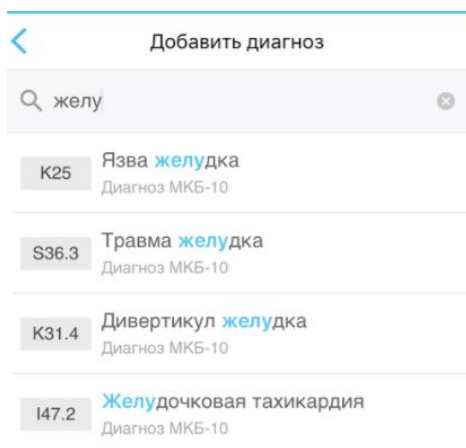 Добавить диагноз
желу
K25
Язва желудка
Диагноз МКБ-10
S36.3
Травма желудка
Диагноз МКБ-10
K31.4
Дивертикул желудка
Диагноз МКБ-10
I47.2
Желудочковая тахикардия
Диагноз МКБ-10